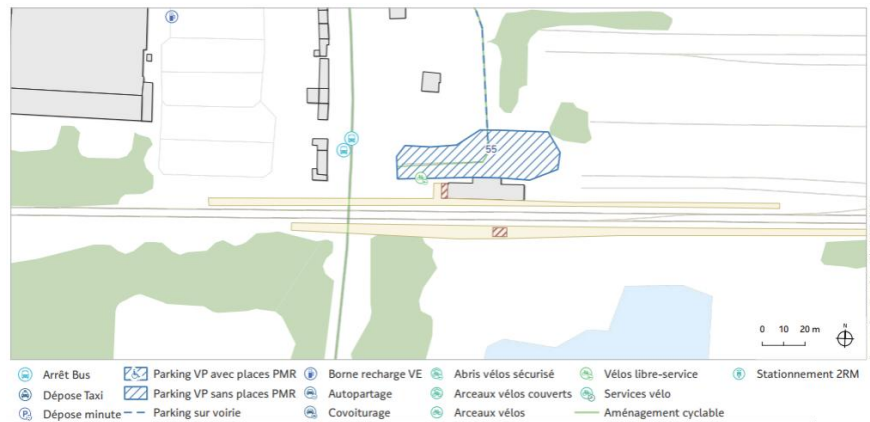 55
0 10 20 m
N
Arrêt Bus
Parking VP avec places PMR
Borne recharge VE
Abris vélos sécurisé
Vélos libre-service
Stationnement 2RM
Dépose Taxi
Parking VP sans places PMR
Autopartage
Arceaux vélos couverts
Services vélo
Dépose minute
Parking sur voirie
Covoiturage
Arceaux vélos
Aménagement cyclable